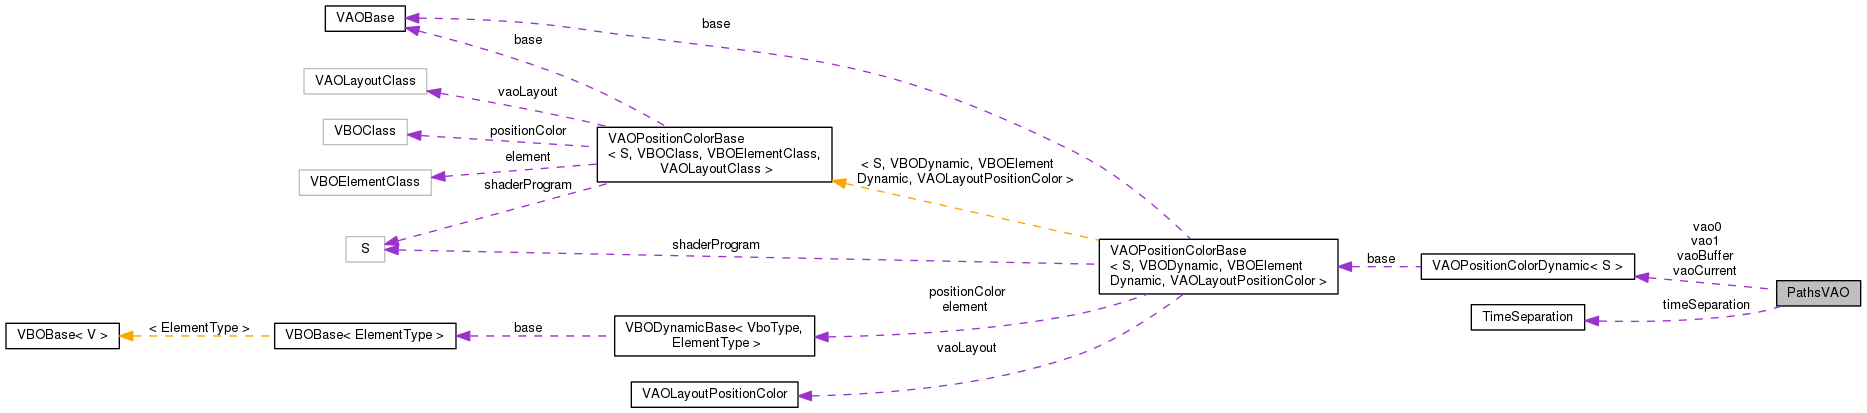 VAOBase
base
base
VAOLayoutClass
vaoLayout
VBOClass
positionColor
VAOPositionColorBase
< S, VBOClass, VBOElementClass,
VAOLayoutClass >
element
VBOElementClass
shaderProgram
< S, VBODynamic, VBOElement
Dynamic, VAOLayoutPositionColor >
S
shaderProgram
VAOPositionColorBase
< S, VBODynamic, VBOElement
Dynamic, VAOLayoutPositionColor >
base
VAOPositionColorDynamic< S >
vao0
vao1
vaoBuffer
vaoCurrent
PathsVAO
timeSeparation
TimeSeparation
positionColor
element
VBOBase< V >
< ElementType >
VBOBase< ElementType >
base
VBODynamicBase< VboType,
ElementType >
vaoLayout
VAOLayoutPositionColor